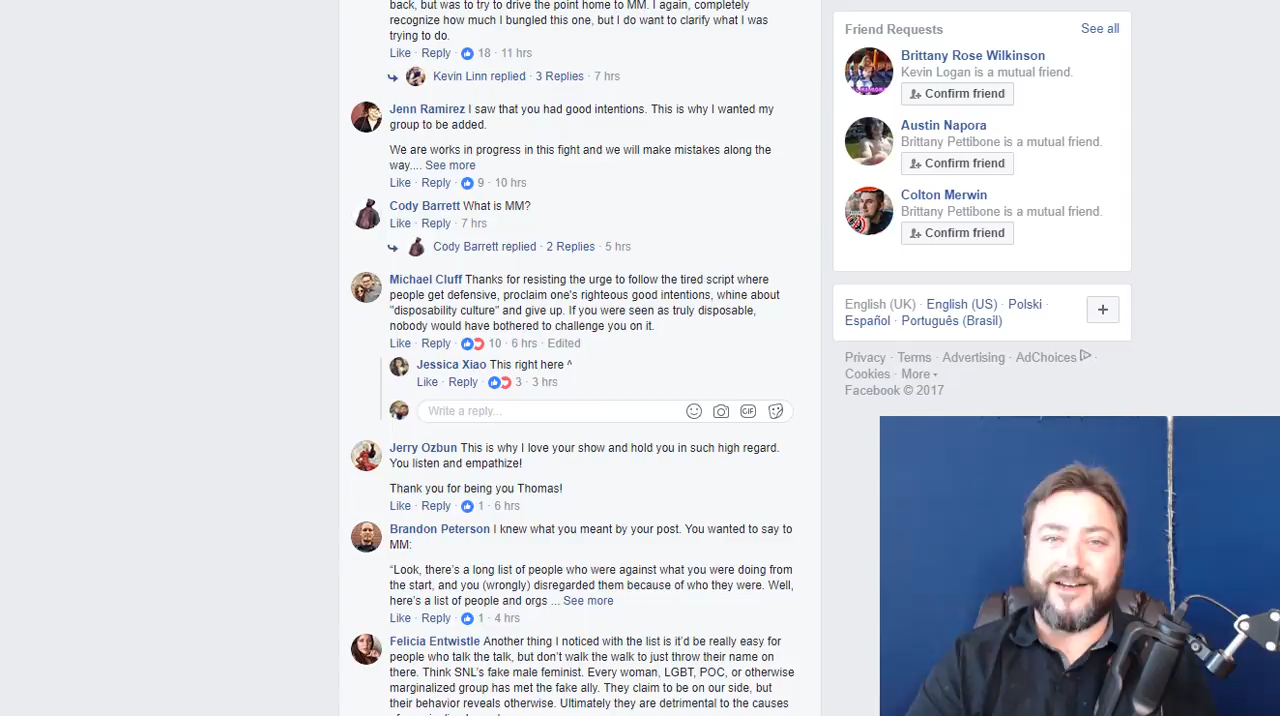 back, but was to try to drive the point home to MM. I again, completely
recognize how much I bungled this one, but I do want to clarify what I was
trying to do.
Like · Reply · 18 · 11 hrs
Kevin Linn replied · 3 Replies · 7 hrs
Jenn Ramirez I saw that you had good intentions. This is why I wanted my
group to be added.
We are works in progress in this fight and we will make mistakes along the
way.... See more
Like · Reply · 9 · 10 hrs
Cody Barrett What is MM?
Like · Reply · 7 hrs
Cody Barrett replied · 2 Replies · 5 hrs
Michael Cluff Thanks for resisting the urge to follow the tired script where
people get defensive, proclaim one's righteous good intentions, whine about
"disposability culture" and give up. If you were seen as truly disposable,
nobody would have bothered to challenge you on it.
Like · Reply · 10 · 6 hrs · Edited
Jessica Xiao This right here ^
Like · Reply · 3 · 3 hrs
Write a reply...
GIF
Jerry Ozbun This is why I love your show and hold you in such high regard.
You listen and empathize!
Thank you for being you Thomas!
Like · Reply · 1 · 6 hrs
Brandon Peterson I knew what you meant by your post. You wanted to say to
MM:
“Look, there’s a long list of people who were against what you were doing from
the start, and you (wrongly) disregarded them because of who they were. Well,
here’s a list of people and orgs ... See more
Like · Reply · 1 · 4 hrs
Felicia Entwistle Another thing I noticed with the list is it’d be really easy for
people who talk the talk, but don’t walk the walk to just throw their name on
there. Think SNL’s fake male feminist. Every woman, LGBT, POC, or otherwise
marginalized group has met the fake ally. They claim to be on our side, but
their behavior reveals otherwise. Ultimately they are detrimental to the causes
Friend Requests
See all
Brittany Rose Wilkinson
Kevin Logan is a mutual friend.
Confirm friend
Austin Napora
Brittany Pettibone is a mutual friend.
Confirm friend
Colton Merwin
Brittany Pettibone is a mutual friend.
Confirm friend
English (UK) · English (US) · Polski ·
Español · Português (Brasil)
+
Privacy · Terms · Advertising · AdChoices ·
Cookies · More
Facebook © 2017